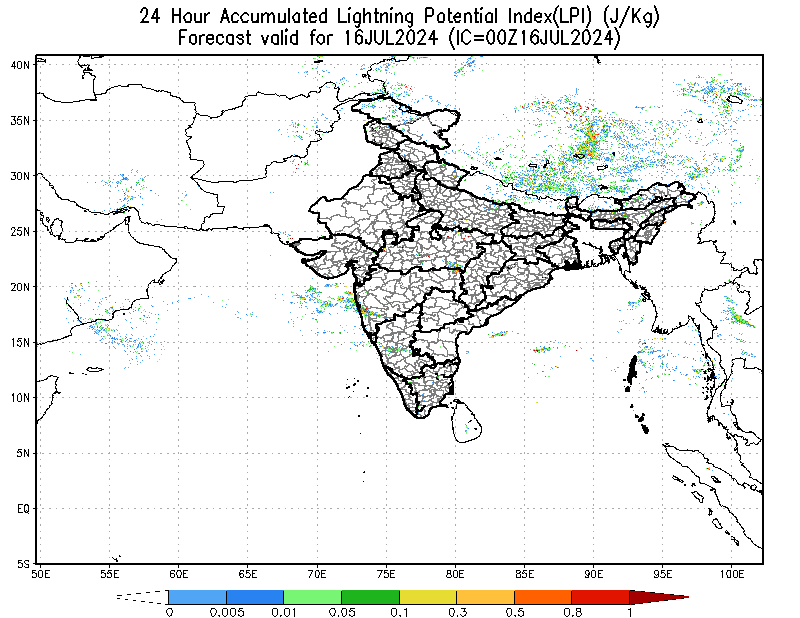 24 Hour Accumulated Lightning Potential Index(LPI) (J/Kg)
Forecast valid for 16JUL2024 (IC=00Z16JUL2024)
40N
35N
30N
25N
20N
15N
10N
5N
EQ
5S
50E 55E 60E 65E 70E 75E 80E 85E 90E 95E 100E
0 0.005 0.01 0.05 0.1 0.3 0.5 0.8 1